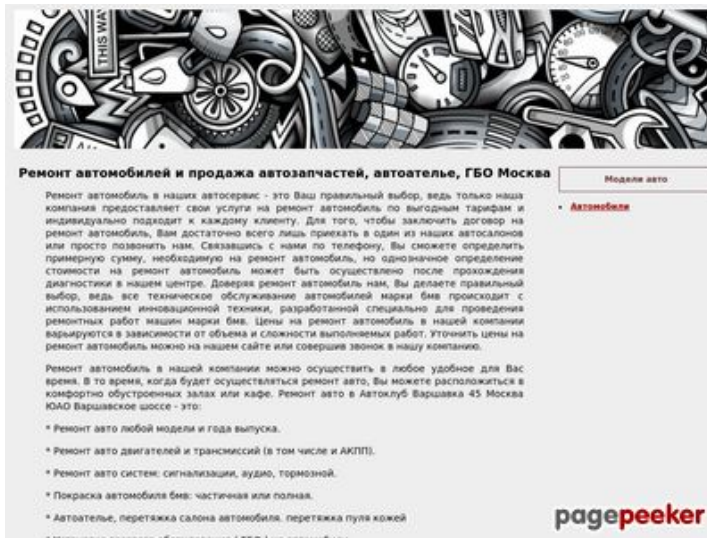 THIS WAY
Ремонт автомобилей и продажа автозапчастей, автоателье, ГБО Москва
Модели авто
Автомобили
Ремонт автомобиль в наших автосервис - это Ваш правильный выбор, ведь только наша
компания предоставляет свои услуги на ремонт автомобиль по выгодным тарифам и
индивидуально подходит к каждому клиенту. Для того, чтобы заключить договор на
ремонт автомобиль, Вам достаточно всего лишь приехать в один из наших автосалонов
или просто позвонить нам. Связавшись с нами по телефону, Вы сможете определить
примерную сумму, необходимую на ремонт автомобиль, но однозначное определение
стоимости на ремонт автомобиль может быть осуществлено после прохождения
диагностики в нашем центре. Доверяя ремонт автомобиль нам, Вы делаете правильный
выбор, ведь все техническое обслуживание автомобилей марки бмв происходит с
использованием инновационной техники, разработанной специально для проведения
ремонтных работ машин марки бмв. Цены на ремонт автомобиль в нашей компании
варьируются в зависимости от объема и сложности выполняемых работ. Уточнить цены на
ремонт автомобиль можно на нашем сайте или совершив звонок в нашу компанию.
Ремонт автомобиль в нашей компании можно осуществить в любое удобное для Вас
время. В то время, когда будет осуществляться ремонт авто, Вы можете расположиться в
комфортно обустроенных залах или кафе. Ремонт авто в Автоклуб Варшавка 45 Москва
ЮАО Варшавское шоссе - это:
* Ремонт авто любой модели и года выпуска.
* Ремонт авто двигателей и трансмиссий (в том числе и АКПП).
* Ремонт авто систем: сигнализации, аудио, тормозной.
* Покраска автомобиля бмв: частичная или полная.
* Автоателье, перетяжка салона автомобиля. перетяжка руля кожей
pagepeeker